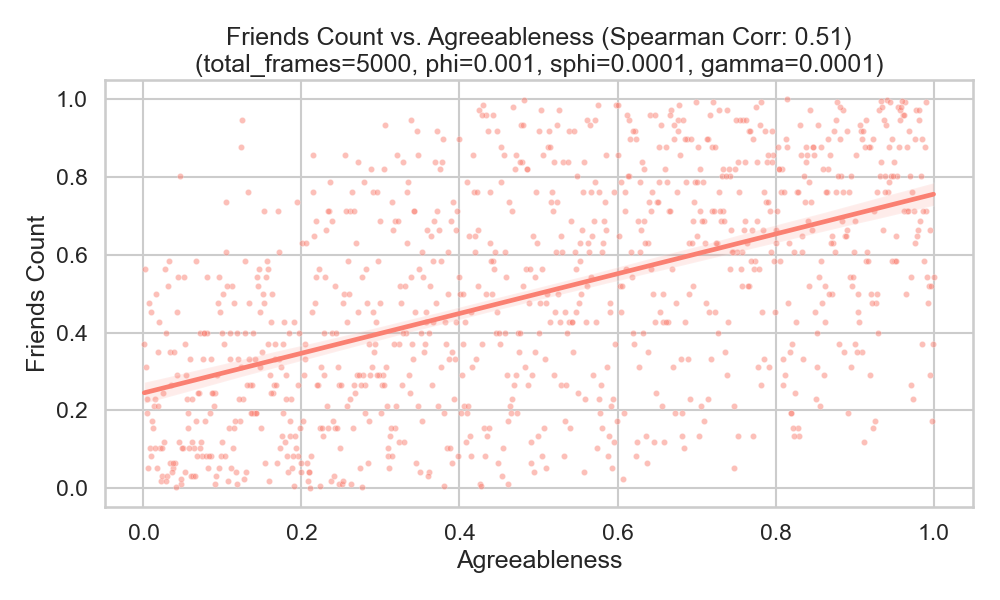 Friends Count vs. Agreeableness (Spearman Corr: 0.51)
(total_frames=5000, phi=0.001, sphi=0.0001, gamma=0.0001)
1.0
0.8
0.6
0.4
0.2
0.0
Friends Count
0.0 0.2 0.4 0.6 0.8 1.0
Agreeableness